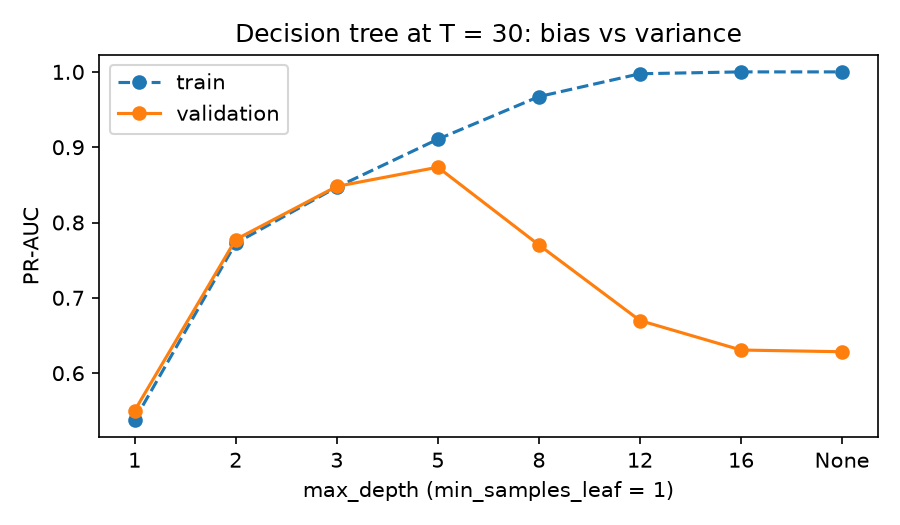 Decision tree at T = 30: bias vs variance
train
validation
PR-AUC
1.0
0.9
0.8
0.7
0.6
1 2 3 5 8 12 16 None
max_depth (min_samples_leaf = 1)